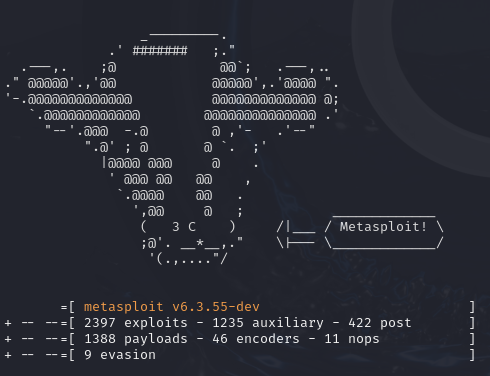 #######
3 C
Metasploit!
=[ metasploit v6.3.55-dev ]
+ -- --=[ 2397 exploits - 1235 auxiliary - 422 post ]
+ -- --=[ 1388 payloads - 46 encoders - 11 nops ]
+ -- --=[ 9 evasion ]